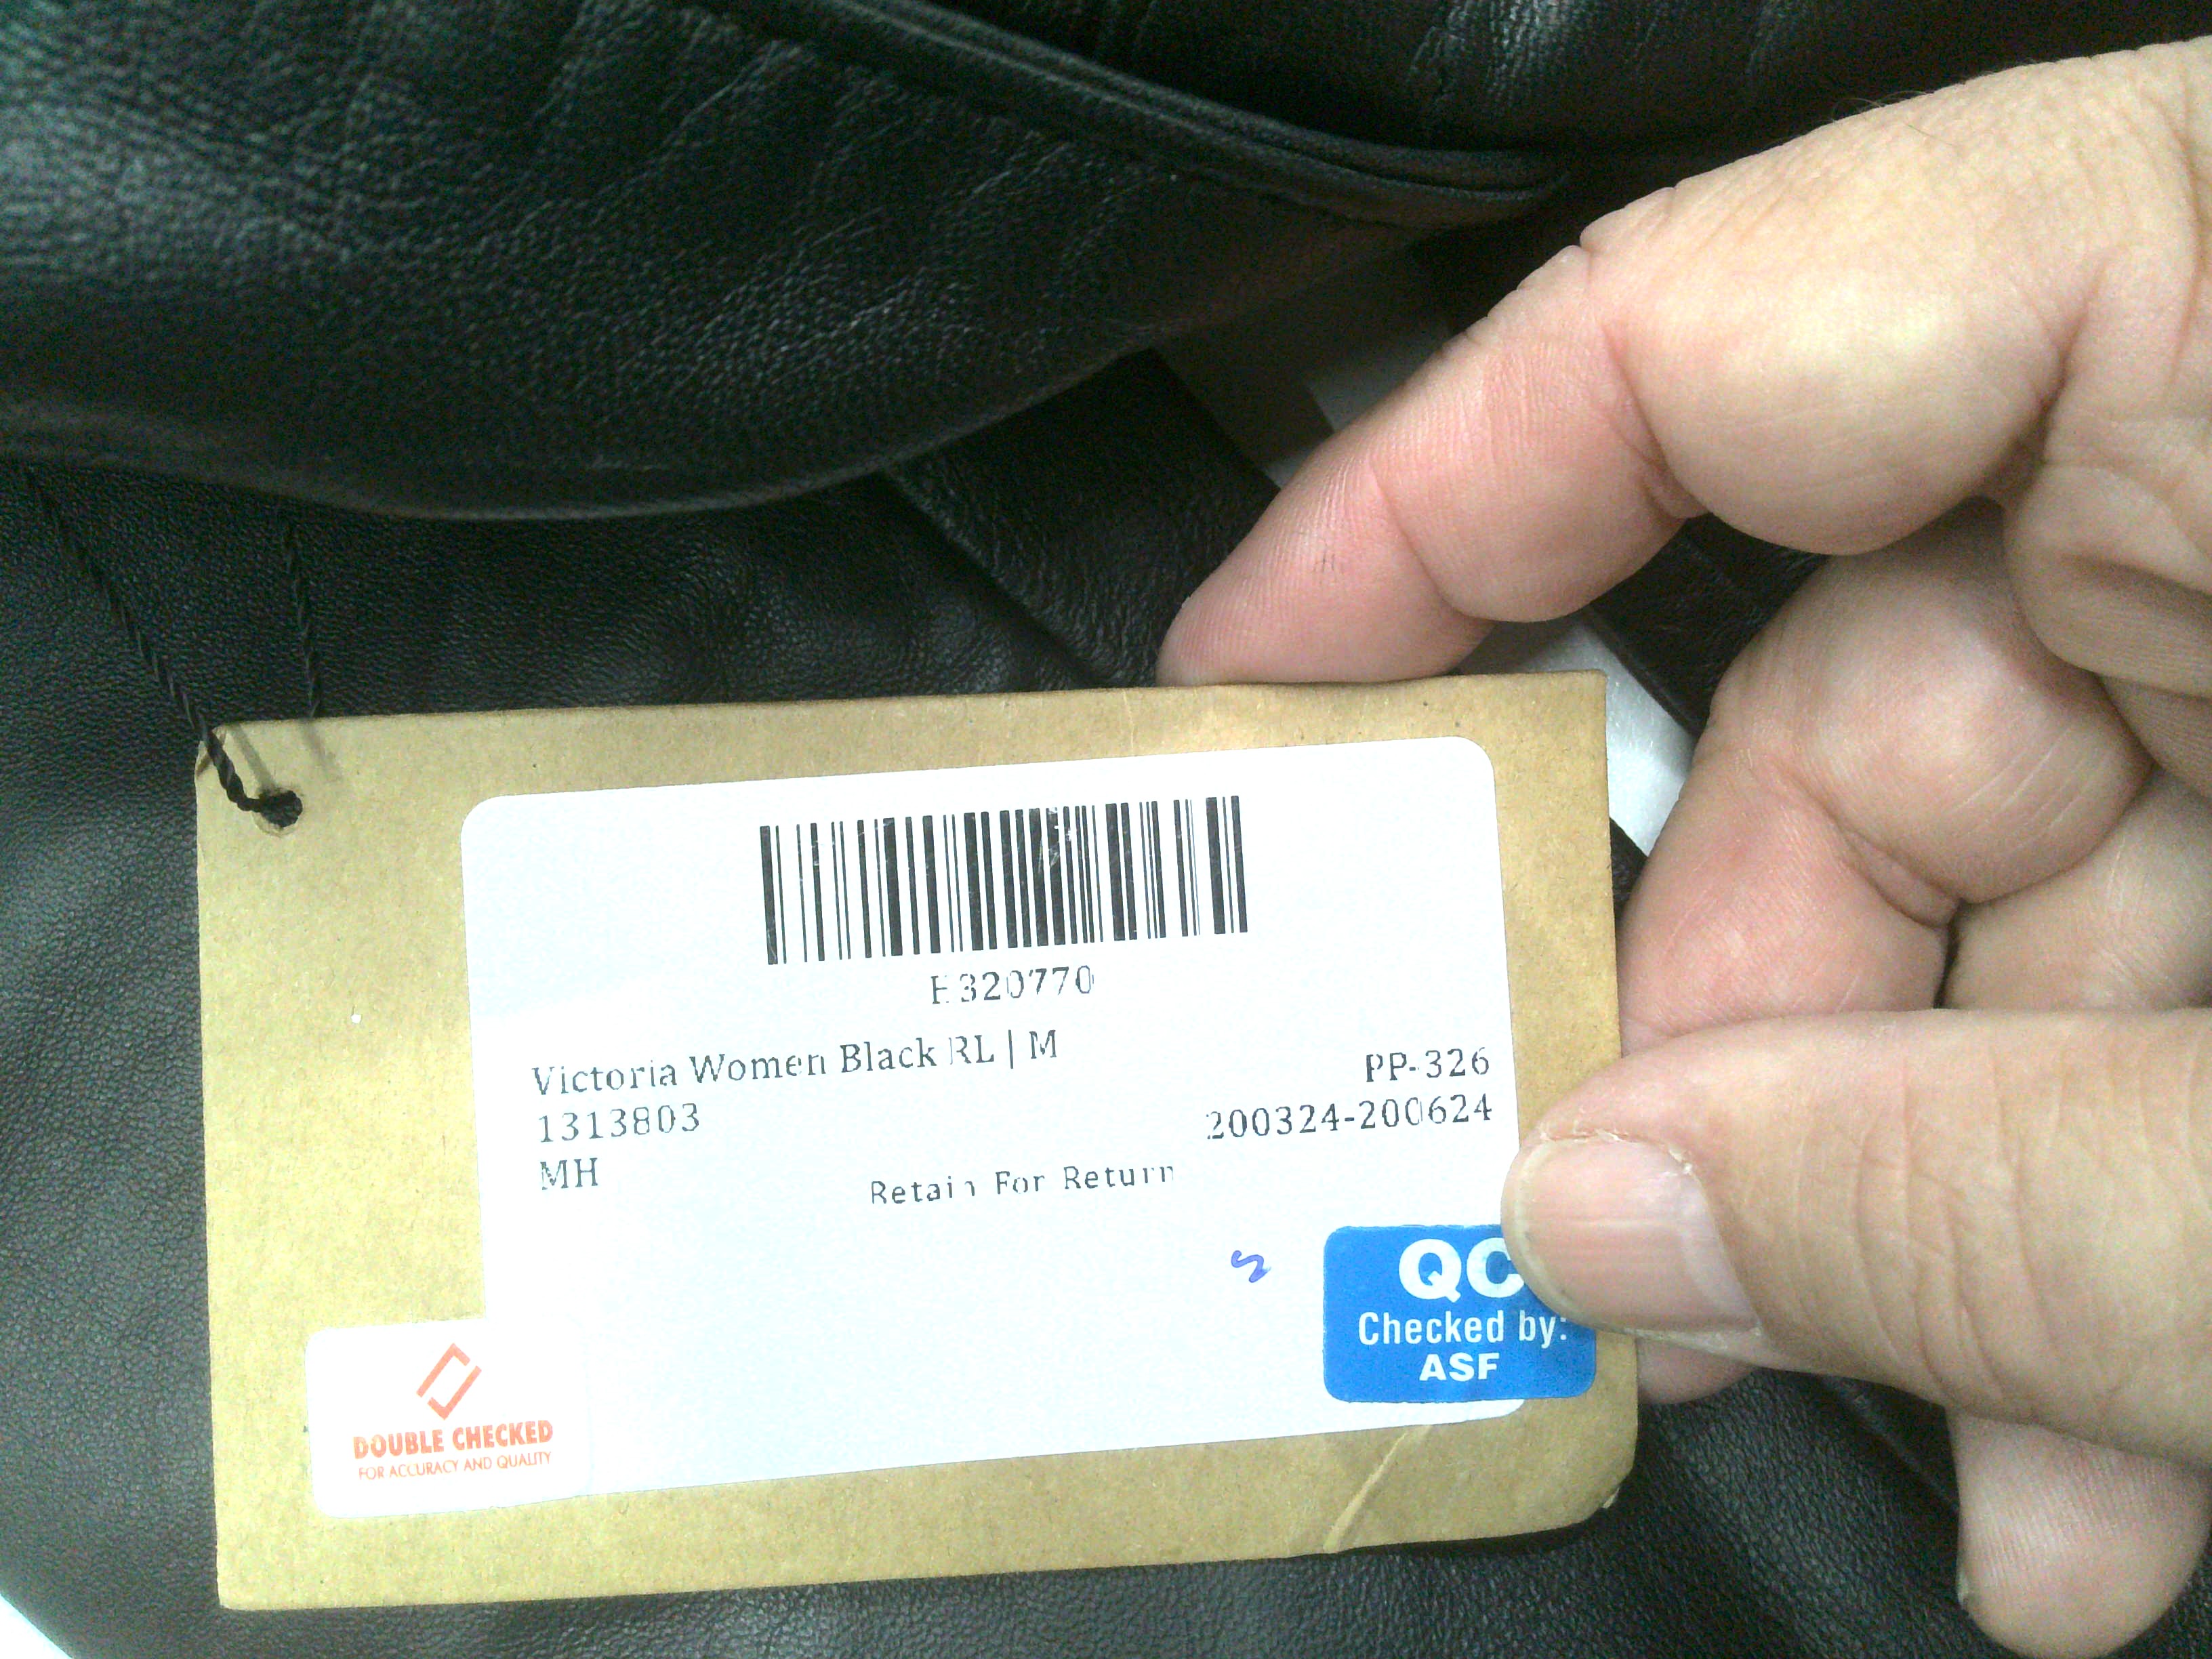 320770
Victoria Women Black RL | M
PP-326
1313803
200324-200624
MH
Retain For Return
QC
Checked by:
ASF
DOUBLE CHECKED
FOR ACCURACY AND QUALITY